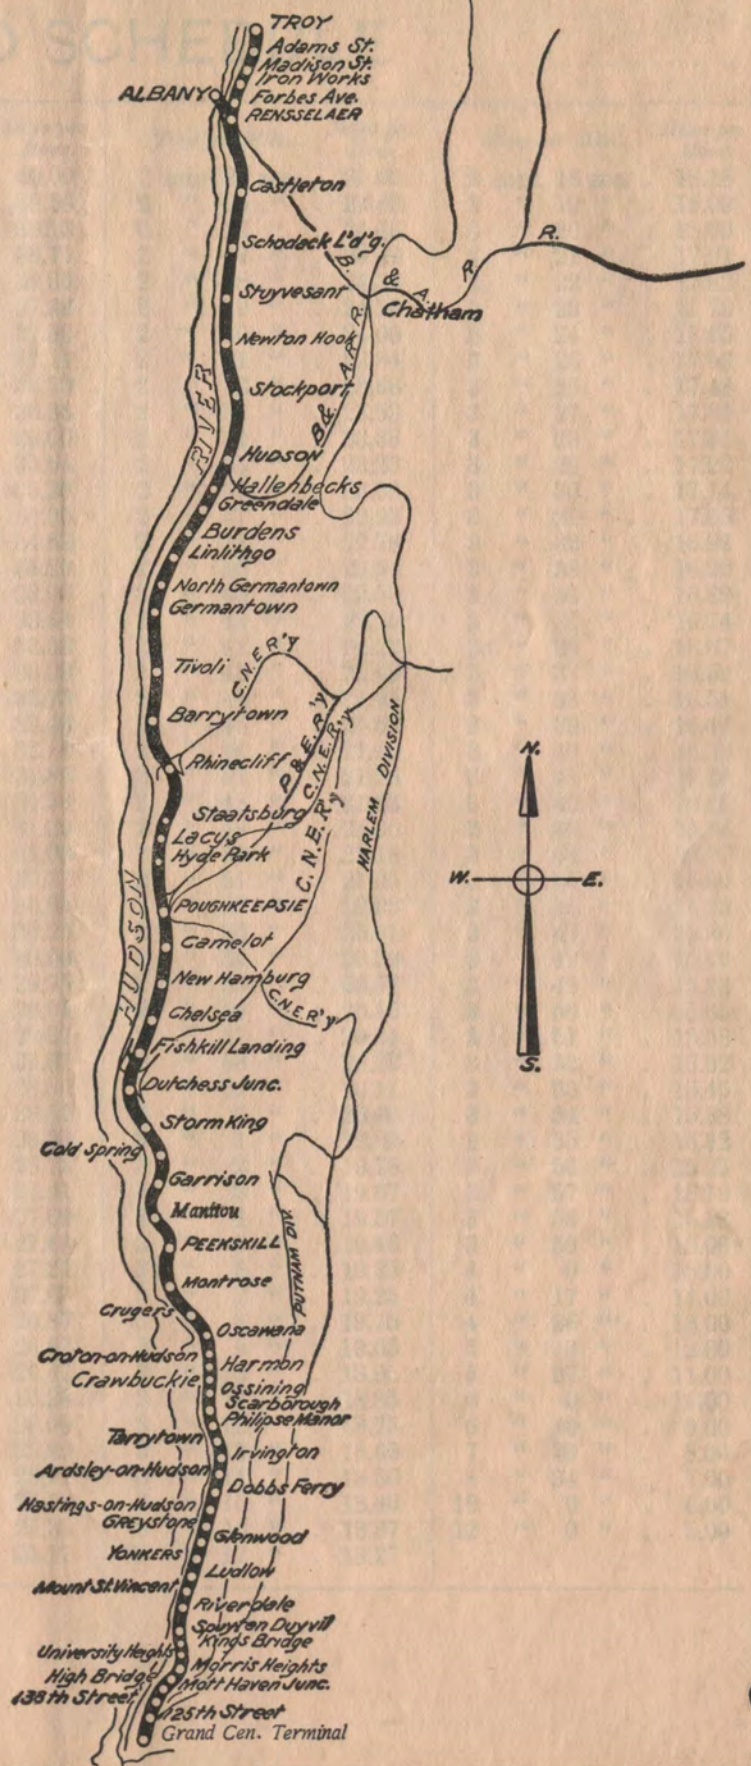 TROY
Adams St.
Madison St.
Iron Works
ALBANY
Forbes Ave.
RENSSELAER
Castleton
Schodack L'd'g.
B. & A. R. R.
Stuyvesant
Chatham
Newton Hook
B. & A. R. R.
Stockport
RIVER
HUDSON
Hallenbecks
Greendale
Burdens
Linlithgo
North Germantown
Germantown
Tivoli
C.N.E.R'y
Barrytown
Rhinecliff
P. & E. R'y
C.N.E.R'y
HARLEM DIVISION
N.
Staatsburg
Lacys
Hyde Park
C.N.E.R'y
W.
E.
HUDSON
POUGHKEEPSIE
Camelot
New Hamburg
C.N.E.R'y
Chelsea
Fishkill Landing
S.
Dutchess Junc.
Storm King
Cold Spring
Garrison
Manitou
PUTNAM DIV
PEEKSKILL
Montrose
Crugers
Oscawana
Croton-on-Hudson
Harmon
Crawbuckie
Ossining
Scarborough
Philipse Manor
Tarrytown
Irvington
Ardsley-on-Hudson
Dobbs Ferry
Hastings-on-Hudson
GREYSTONE
Glenwood
YONKERS
Ludlow
Mount St. Vincent
Riverdale
Spuyten Duyvil
Kings Bridge
University Heights
Morris Heights
High Bridge
Mott Haven Junc.
138th Street
125th Street
Grand Cen. Terminal